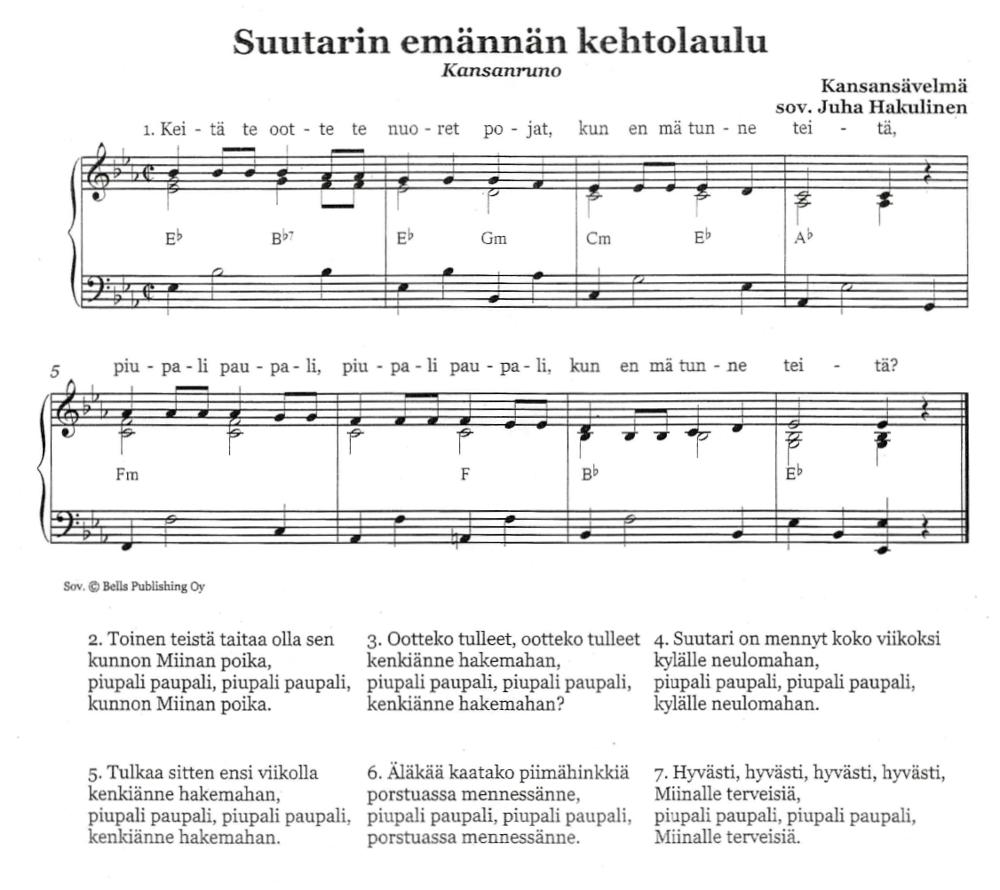 Suutarin emännän kehtolaulu
Kansanruno
Kansansävelmä
sov. Juha Hakulinen
1. Kei - tä te oot - te te nuo - ret po - jat, kun en mä tun - ne tei - tä,
E♭ B♭7 E♭ Gm Cm E♭ A♭
5 piu - pa - li pau - pa - li, piu - pa - li pau - pa - li, kun en mä tun - ne tei - tä?
Fm F B♭ E♭
Sov. © Bells Publishing Oy
2. Toinen teistä taitaa olla sen
kunnon Miinan poika,
piupali paupali, piupali paupali,
kunnon Miinan poika.
3. Ootteko tulleet, ootteko tulleet
kenkiänne hakemahan,
piupali paupali, piupali paupali,
kenkiänne hakemahan?
4. Suutari on mennyt koko viikoksi
kylälle neulomahan,
piupali paupali, piupali paupali,
kylälle neulomahan.
5. Tulkaa sitten ensi viikolla
kenkiänne hakemahan,
piupali paupali, piupali paupali,
kenkiänne hakemahan.
6. Äläkää kaatako piimähinkkiä
porstuassa mennessänne,
piupali paupali, piupali paupali,
porstuassa mennessänne.
7. Hyvästi, hyvästi, hyvästi, hyvästi,
Miinalle terveisiä,
piupali paupali, piupali paupali,
Miinalle terveisiä.